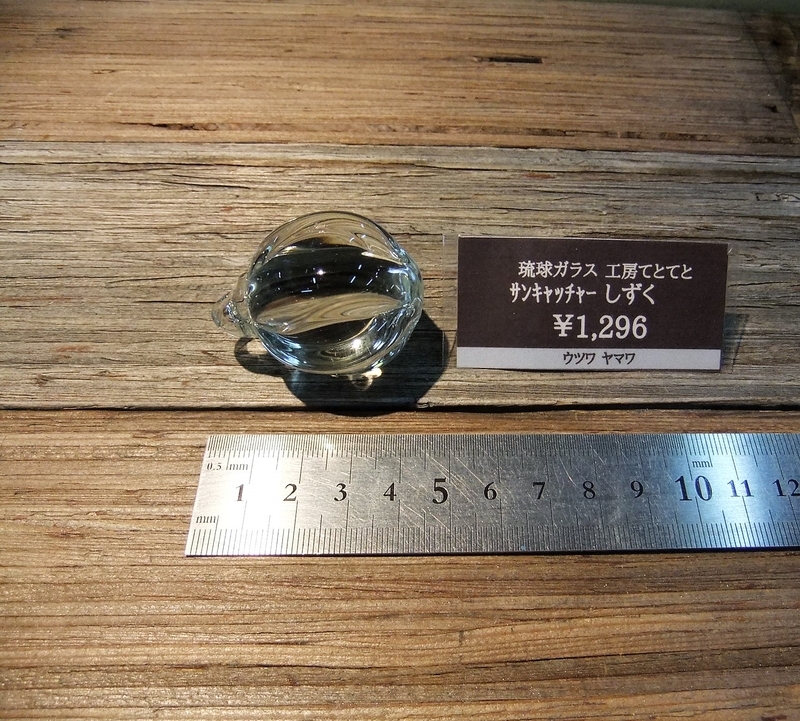 琉球ガラス 工房てとてと
サンキャッチャー しずく
¥1,296
ウツワ ヤマワ
0.5 mm
mm
1 2 3 4 5 6 7 8 9 10 11 12
mm